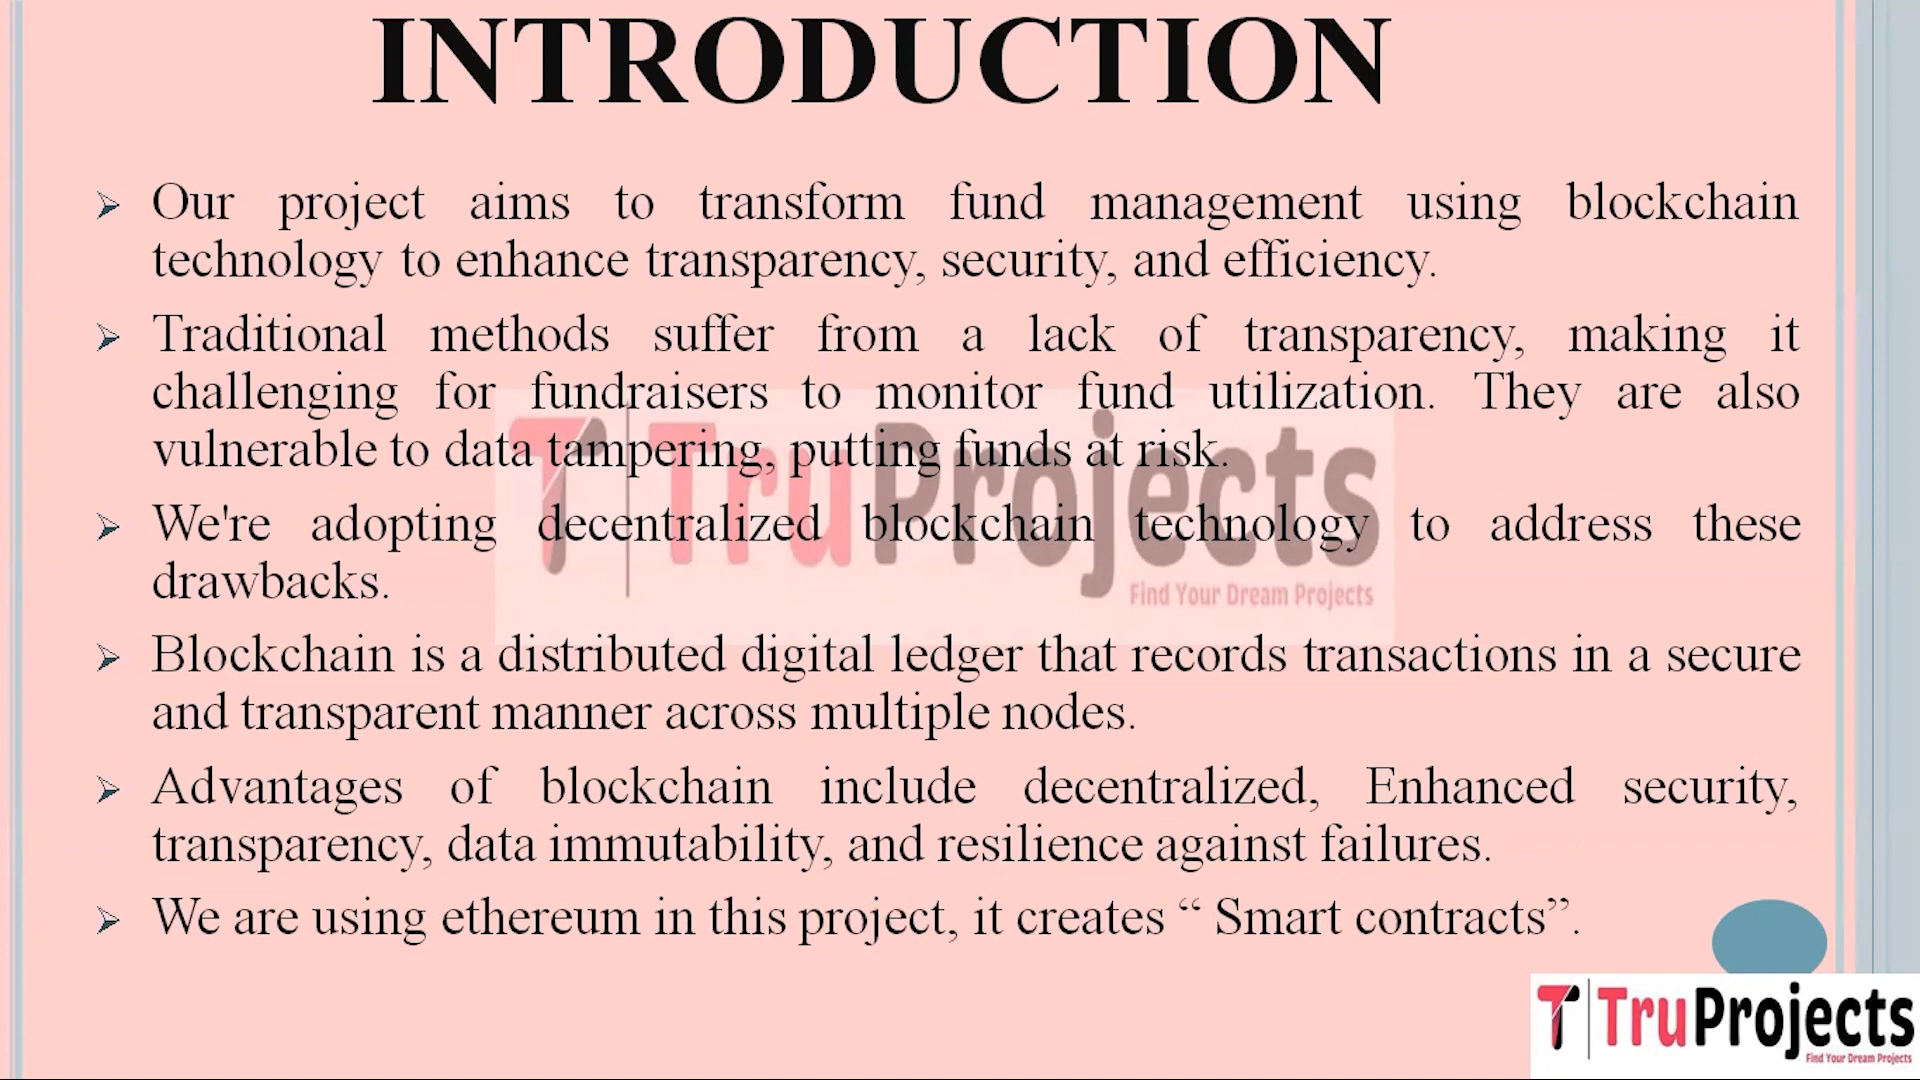 INTRODUCTION
Our project aims to transform fund management using blockchain
technology to enhance transparency, security, and efficiency.
Traditional methods suffer from a lack of transparency, making it
challenging for fundraisers to monitor fund utilization. They are also
vulnerable to data tampering, putting funds at risk.
We're adopting decentralized blockchain technology to address these
drawbacks.
Blockchain is a distributed digital ledger that records transactions in a secure
and transparent manner across multiple nodes.
Advantages of blockchain include decentralized, Enhanced security,
transparency, data immutability, and resilience against failures.
We are using ethereum in this project, it creates “ Smart contracts”.
TruProjects
Find Your Dream Projects
TruProjects
Find Your Dream Projects